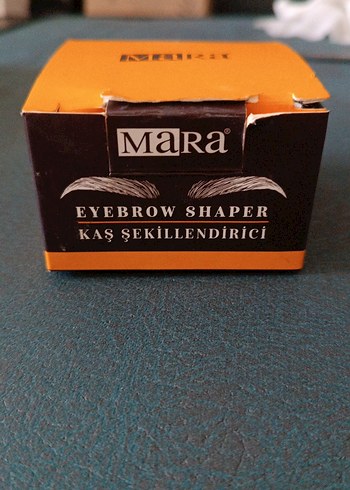 MaRa
MaRa®
EYEBROW SHAPER
KAŞ ŞEKİLLENDİRİCİ